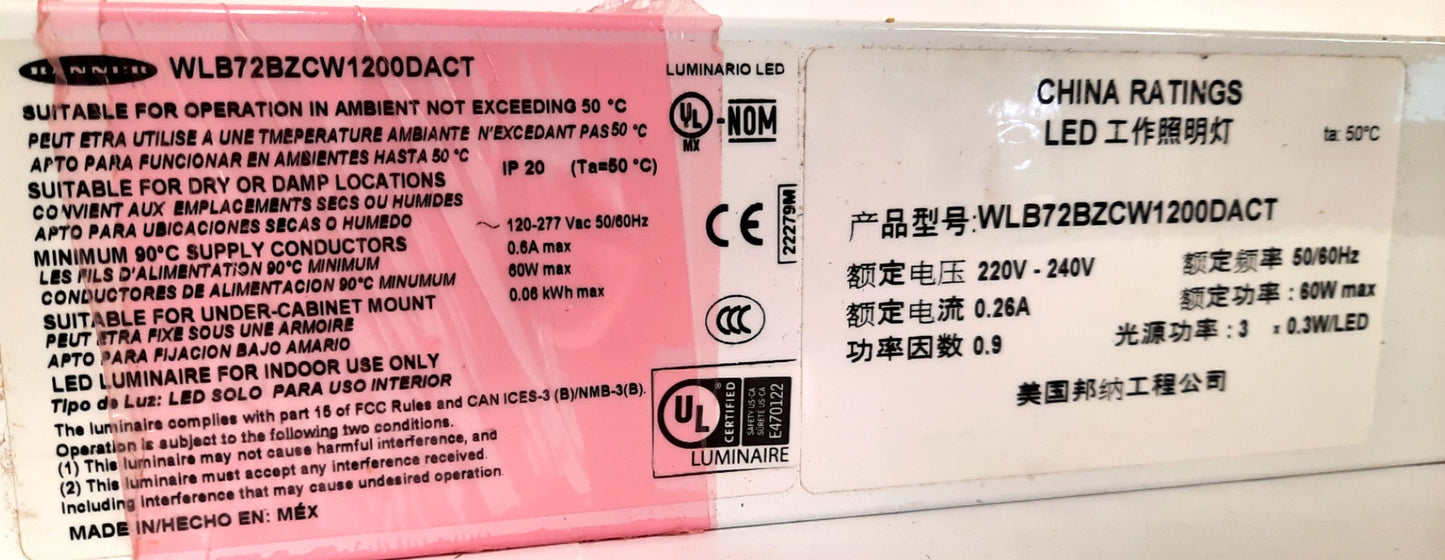 BANNER WLB72BZCW1200DACT
SUITABLE FOR OPERATION IN AMBIENT NOT EXCEEDING 50 °C
PEUT ETRA UTILISE A UNE TMEPERATURE AMBIANTE N'EXCEDANT PAS 50 °C
APTO PARA FUNCIONAR EN AMBIENTES HASTA 50 °C
IP 20 (Ta=50 °C)
SUITABLE FOR DRY OR DAMP LOCATIONS
CONVIENT AUX EMPLACEMENTS SECS OU HUMIDES
APTO PARA UBICACIONES SECAS O HUMEDO
~ 120-277 Vac 50/60Hz
0.6A max
60W max
0.06 kWh max
MINIMUM 90°C SUPPLY CONDUCTORS
LES FILS D'ALIMENTATION 90°C MINIMUM
CONDUCTORES DE ALIMENTACION 90°C MINUMUM
SUITABLE FOR UNDER-CABINET MOUNT
PEUT ETRA FIXE SOUS UNE ARMOIRE
APTO PARA FIJACION BAJO AMARIO
LED LUMINAIRE FOR INDOOR USE ONLY
Tipo de Luz: LED SOLO PARA USO INTERIOR
The luminaire complies with part 15 of FCC Rules and CAN ICES-3 (B)/NMB-3(B).
Operation is subject to the following two conditions.
(1) This luminaire may not cause harmful interference, and
(2) This luminaire must accept any interference received.
Including interference that may cause undesired operation
MADE IN/HECHO EN: MÉX
LUMINARIO LED
UL MX -NOM
CE
22279M
CCC
UL ® CERTIFIED
SAFETY US-CA
SÛRETÉ US-CA
E470122
LUMINAIRE
CHINA RATINGS
LED 工作照明灯 ta: 50°C
产品型号:WLB72BZCW1200DACT
额定电压 220V - 240V 额定频率 50/60Hz
额定电流 0.26A 额定功率 : 60W max
功率因数 0.9 光源功率 : 3 x 0.3W/LED
美国邦纳工程公司